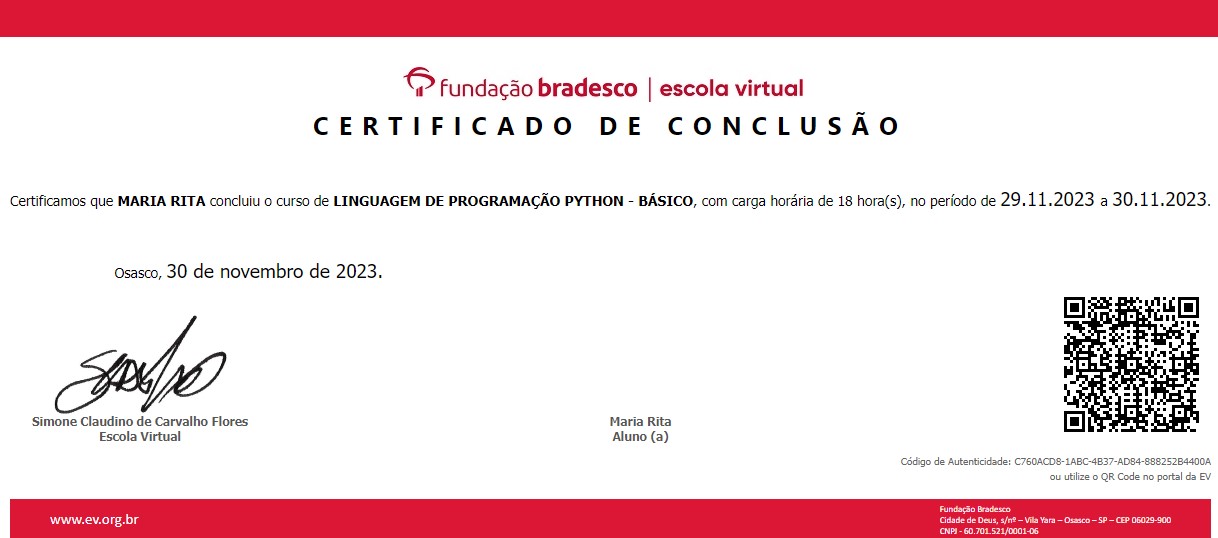 fundação bradesco | escola virtual
CERTIFICADO DE CONCLUSÃO
Certificamos que MARIA RITA concluiu o curso de LINGUAGEM DE PROGRAMAÇÃO PYTHON - BÁSICO, com carga horária de 18 hora(s), no período de 29.11.2023 a 30.11.2023.
Osasco, 30 de novembro de 2023.
Simone Claudino de Carvalho Flores
Escola Virtual
Maria Rita
Aluno (a)
Código de Autenticidade: C760ACD8-1ABC-4B37-AD84-888252B4400A
ou utilize o QR Code no portal da EV
www.ev.org.br
Fundação Bradesco
Cidade de Deus, s/nº – Vila Yara – Osasco – SP – CEP 06029-900
CNPJ - 60.701.521/0001-06